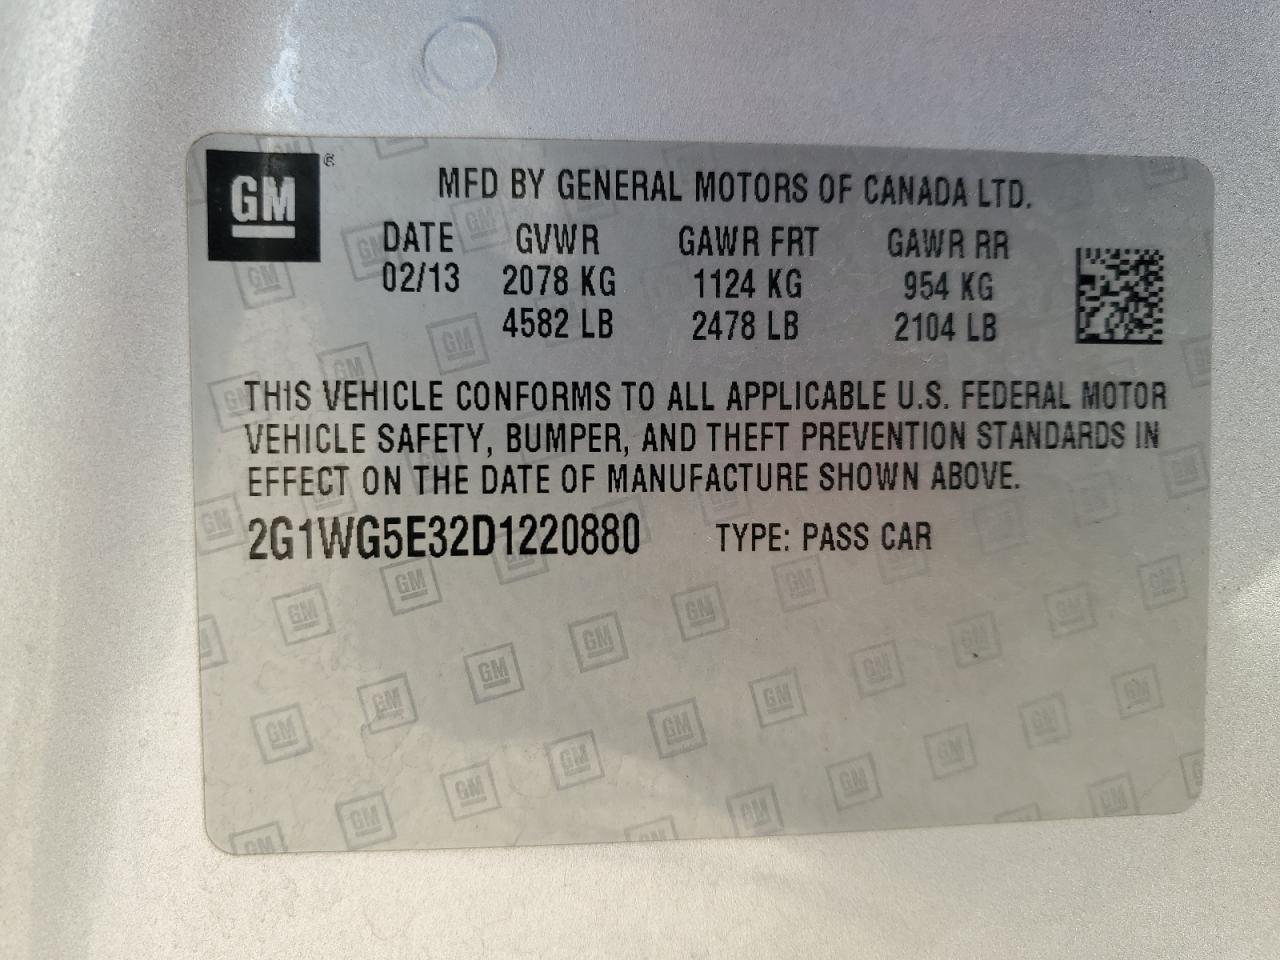 GM
MFD BY GENERAL MOTORS OF CANADA LTD.
DATE GVWR GAWR FRT GAWR RR
02/13 2078 KG 1124 KG 954 KG
4582 LB 2478 LB 2104 LB
THIS VEHICLE CONFORMS TO ALL APPLICABLE U.S. FEDERAL MOTOR
VEHICLE SAFETY, BUMPER, AND THEFT PREVENTION STANDARDS IN
EFFECT ON THE DATE OF MANUFACTURE SHOWN ABOVE.
2G1WG5E32D1220880 TYPE: PASS CAR